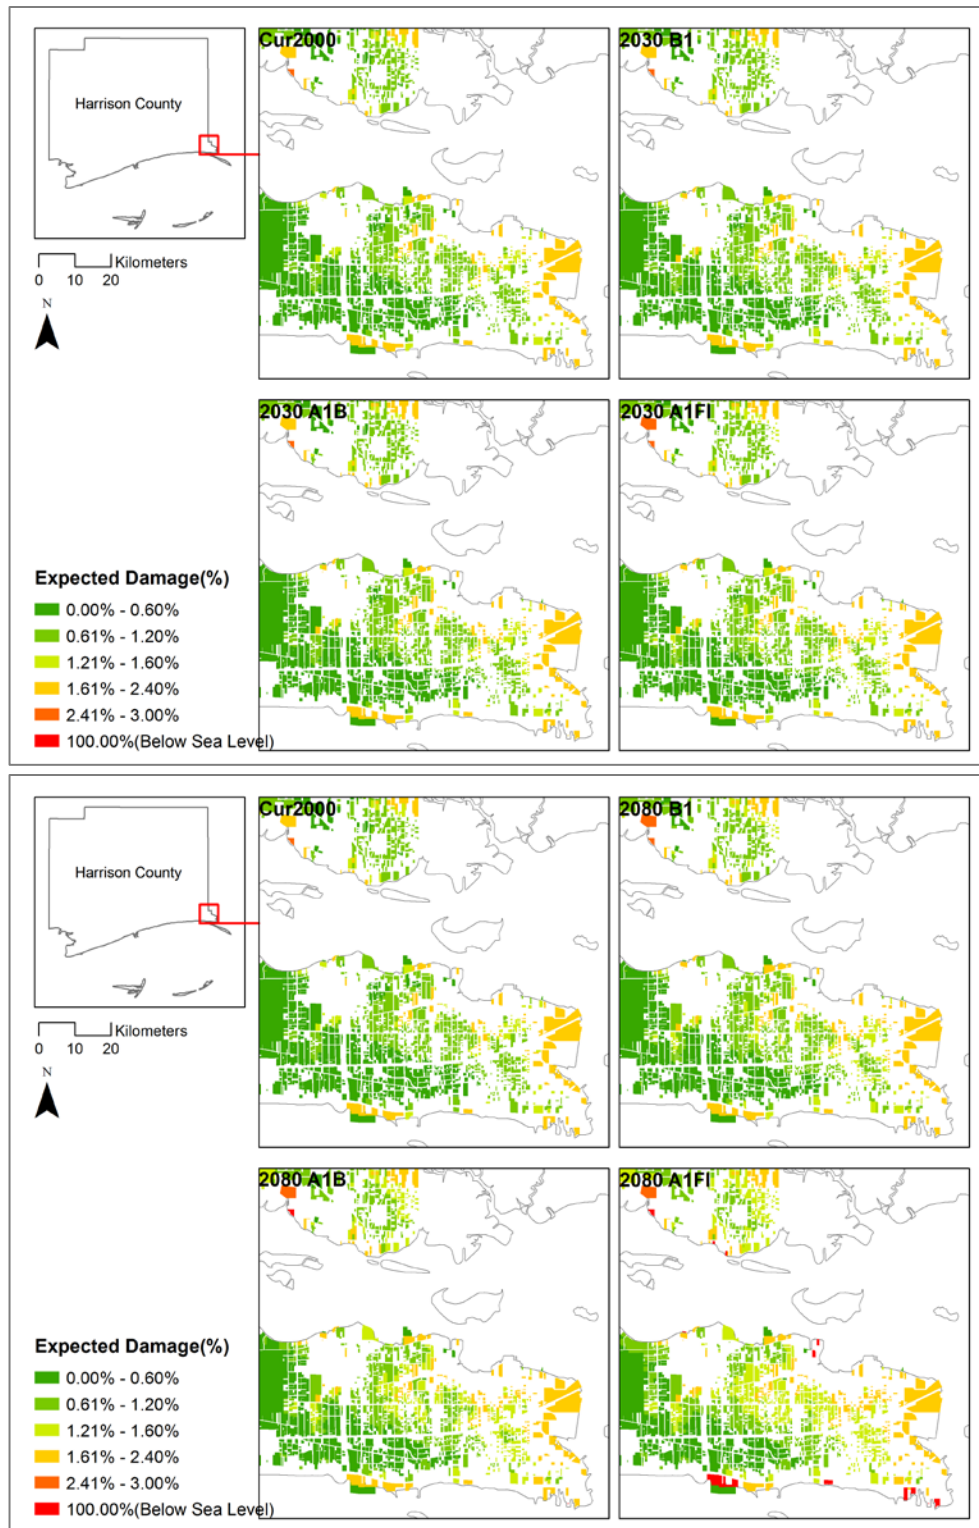 Cur2000
2030 B1
Harrison County
Kilometers
0 10 20
N
2030 A1B
2030 A1FI
Expected Damage(%)
0.00% - 0.60%
0.61% - 1.20%
1.21% - 1.60%
1.61% - 2.40%
2.41% - 3.00%
100.00%(Below Sea Level)
Cur2000
2080 B1
Harrison County
Kilometers
0 10 20
N
2080 A1B
2080 A1FI
Expected Damage(%)
0.00% - 0.60%
0.61% - 1.20%
1.21% - 1.60%
1.61% - 2.40%
2.41% - 3.00%
100.00%(Below Sea Level)